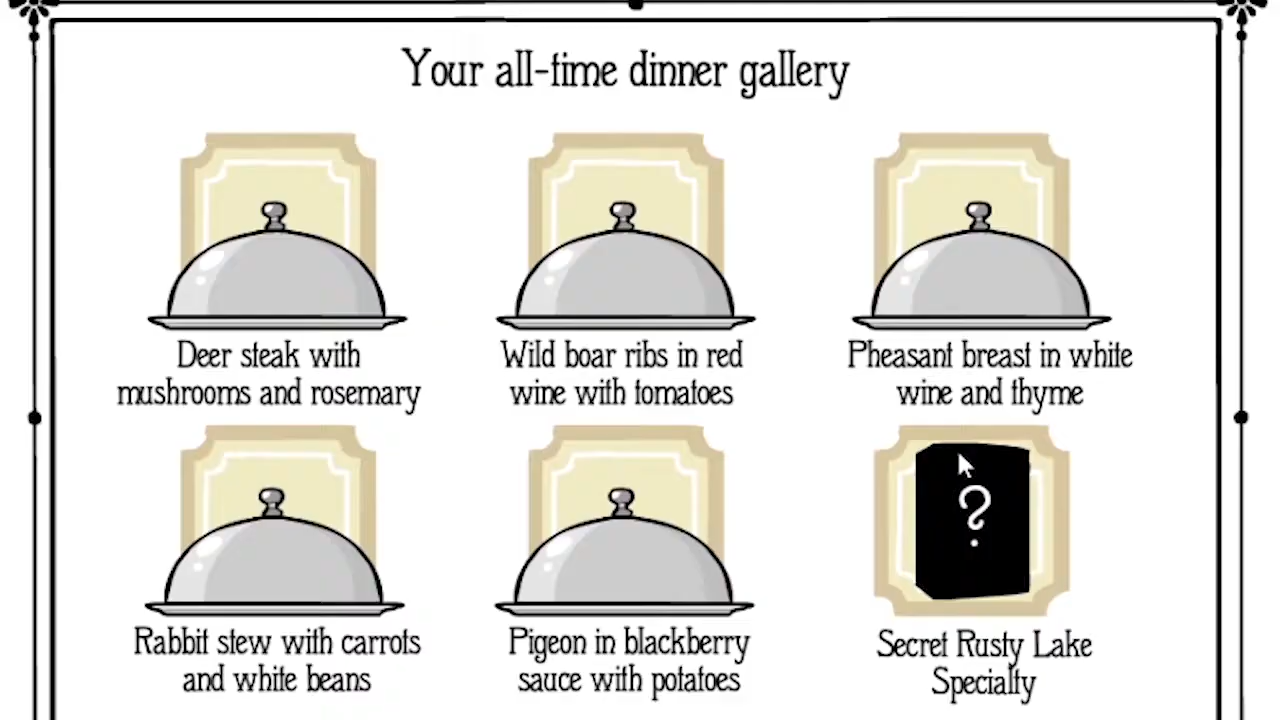 Your all-time dinner gallery
Deer steak with
mushrooms and rosemary
Wild boar ribs in red
wine with tomatoes
Pheasant breast in white
wine and thyme
?
Rabbit stew with carrots
and white beans
Pigeon in blackberry
sauce with potatoes
Secret Rusty Lake
Specialty